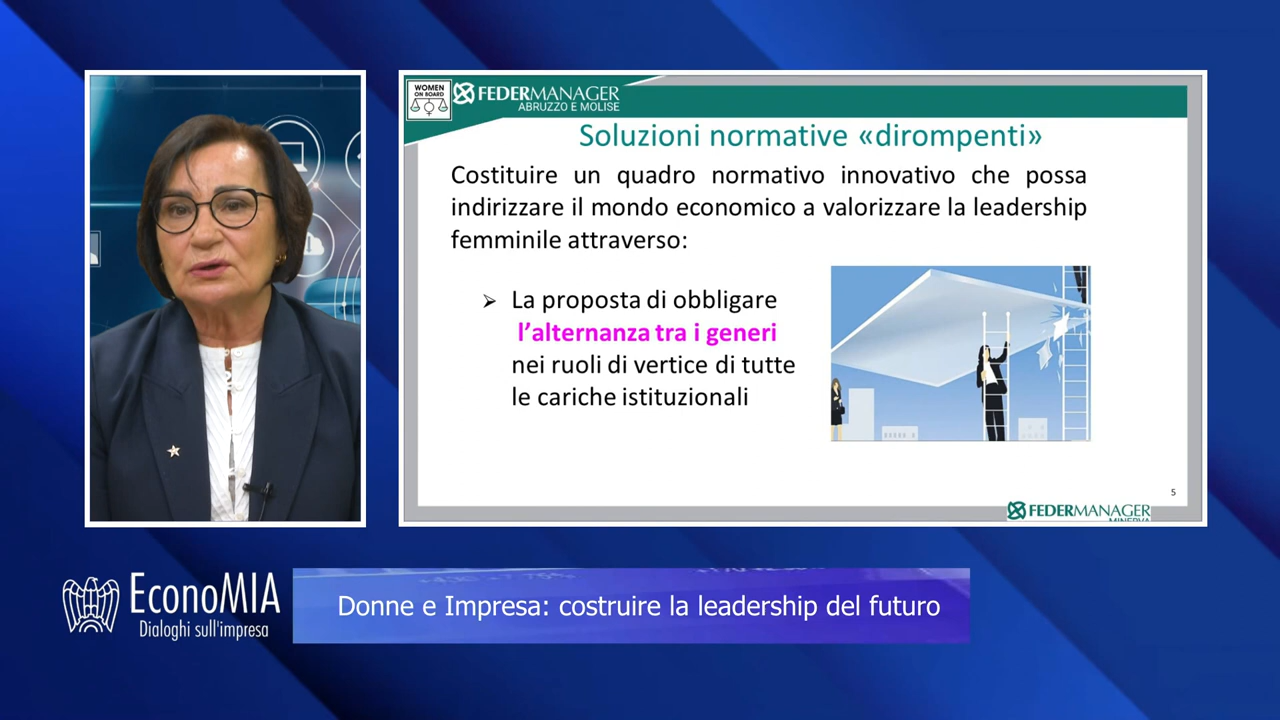 WOMEN
ON BOARD
FEDERMANAGER
ABRUZZO E MOLISE
Soluzioni normative «dirompenti»
Costituire un quadro normativo innovativo che possa
indirizzare il mondo economico a valorizzare la leadership
femminile attraverso:
La proposta di obbligare
l'alternanza tra i generi
nei ruoli di vertice di tutte
le cariche istituzionali
5
FEDERMANAGER
MINERVA
EconoMIA
Dialoghi sull'impresa
Donne e Impresa: costruire la leadership del futuro